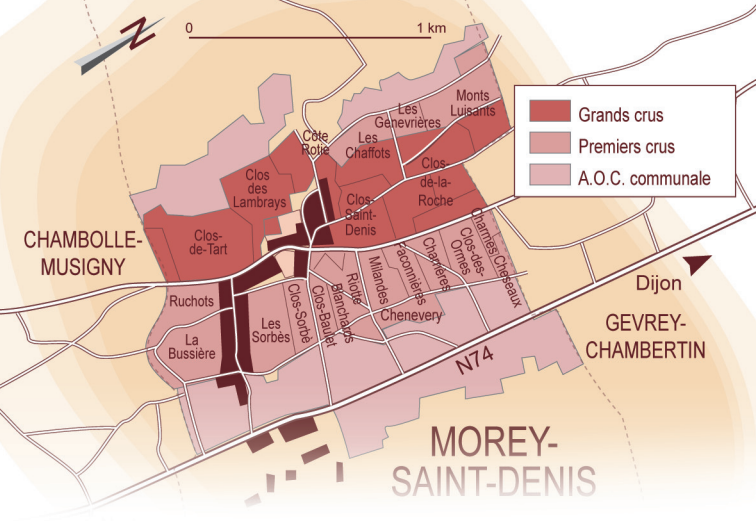 N
0
1 km
Grands crus
Premiers crus
A.O.C. communale
Monts
Luisants
Les
Genevrières
Côte
Rotie
Les
Chaffots
Clos-
de-la-
Roche
Clos
des
Lambrays
Clos-
Saint-
Denis
Clos-
de-Tart
CHAMBOLLE-
MUSIGNY
Ruchots
La
Bussière
Les
Sorbès
Clos-Sorbè
Clos-Baulet
Blanchards
Riotte
Milandes
Faconnières
Charrières
Clos-des-
Ormes
Charmes
Cheseaux
Chenevery
Dijon
GEVREY-
CHAMBERTIN
N74
MOREY-
SAINT-DENIS